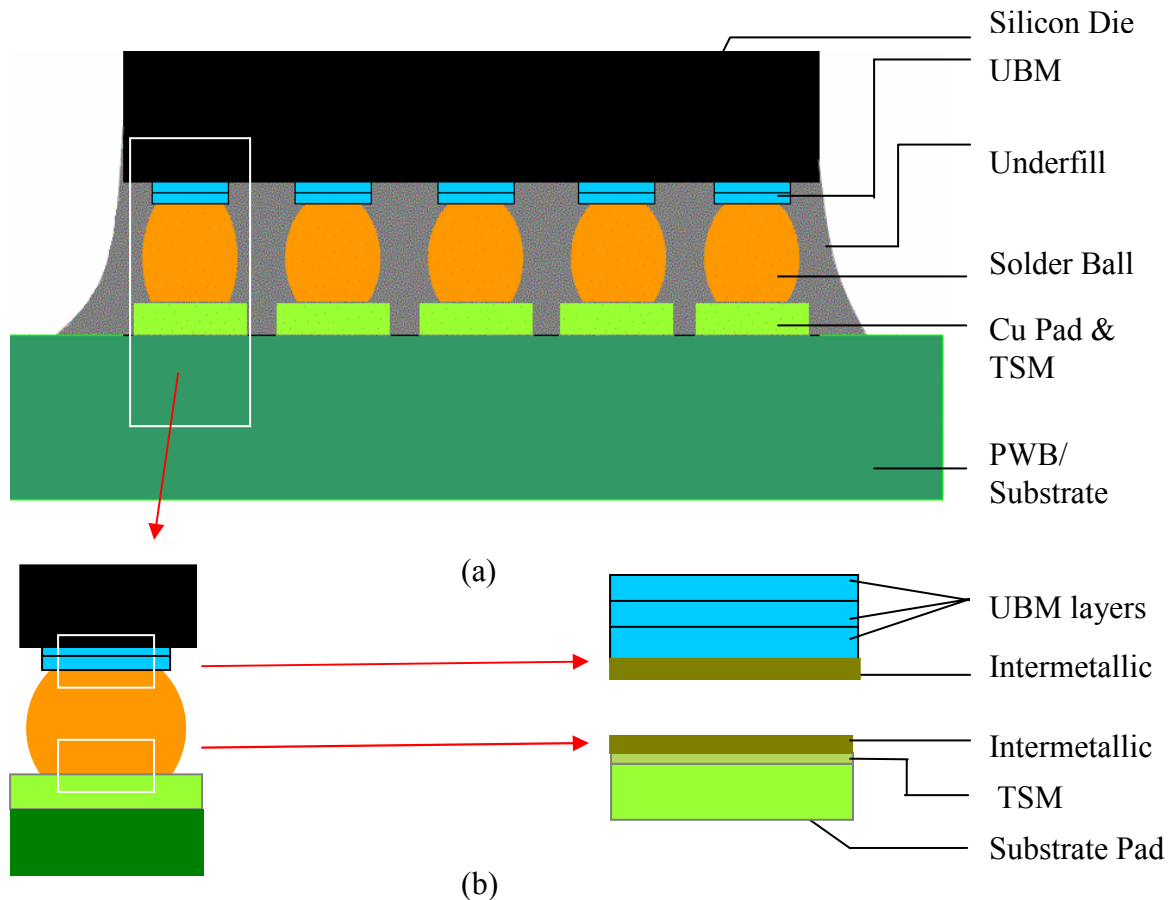 Silicon Die
UBM
Underfill
Solder Ball
Cu Pad &
TSM
PWB/
Substrate
(a)
UBM layers
Intermetallic
Intermetallic
TSM
Substrate Pad
(b)